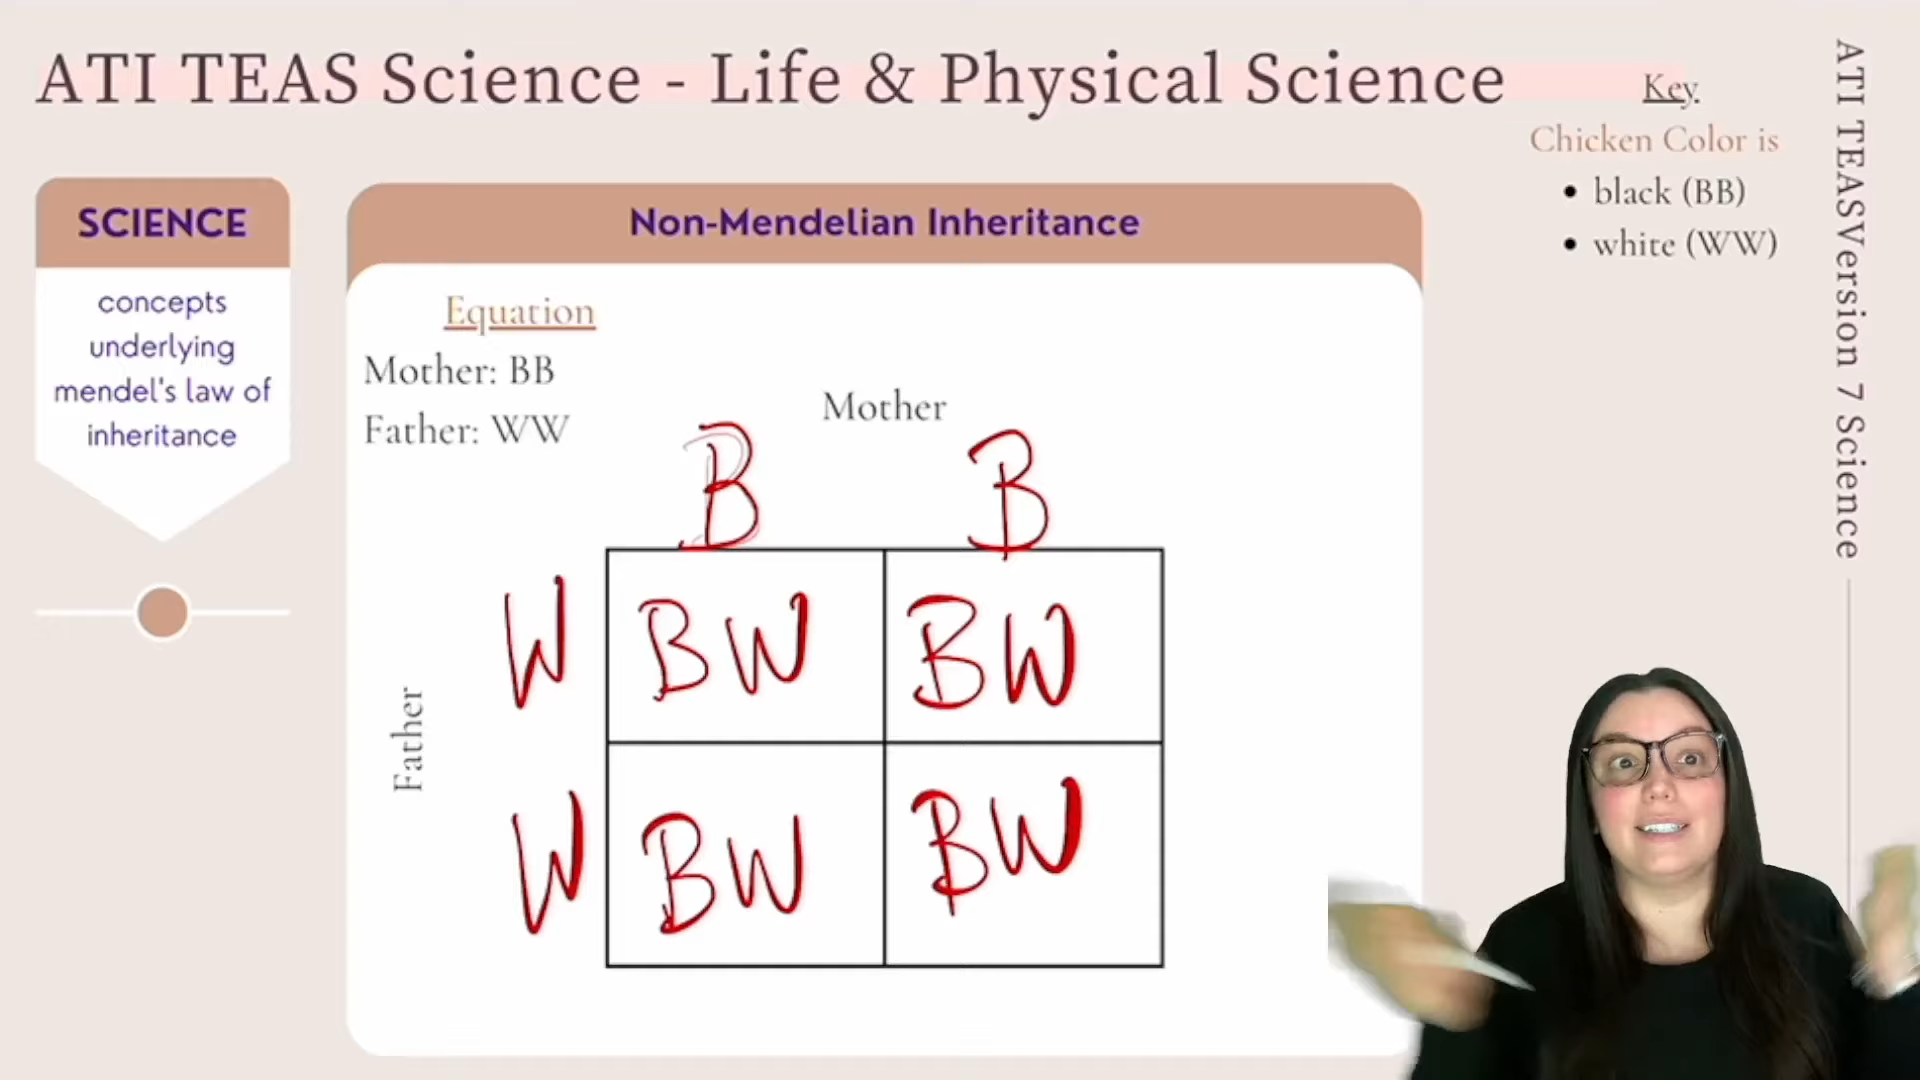 ATI TEAS Science - Life & Physical Science
Key
Chicken Color is
• black (BB)
• white (WW)
ATI TEASVersion 7 Science
SCIENCE
concepts
underlying
mendel's law of
inheritance
Non-Mendelian Inheritance
Equation
Mother: BB
Father: WW
Mother
B B
Father
W BW BW
W BW BW